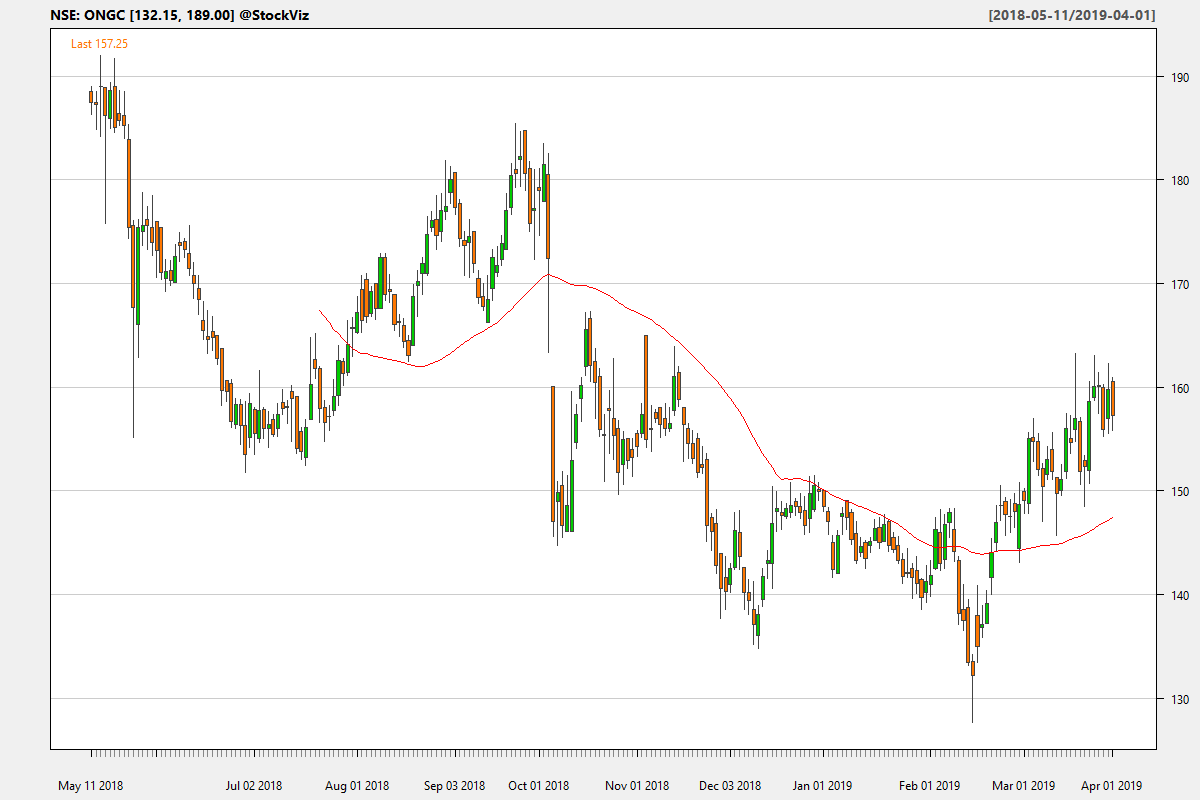 NSE: ONGC [132.15, 189.00] @StockViz
[2018-05-11/2019-04-01]
Last 157.25
190
180
170
160
150
140
130
May 11 2018
Jul 02 2018
Aug 01 2018
Sep 03 2018
Oct 01 2018
Nov 01 2018
Dec 03 2018
Jan 01 2019
Feb 01 2019
Mar 01 2019
Apr 01 2019